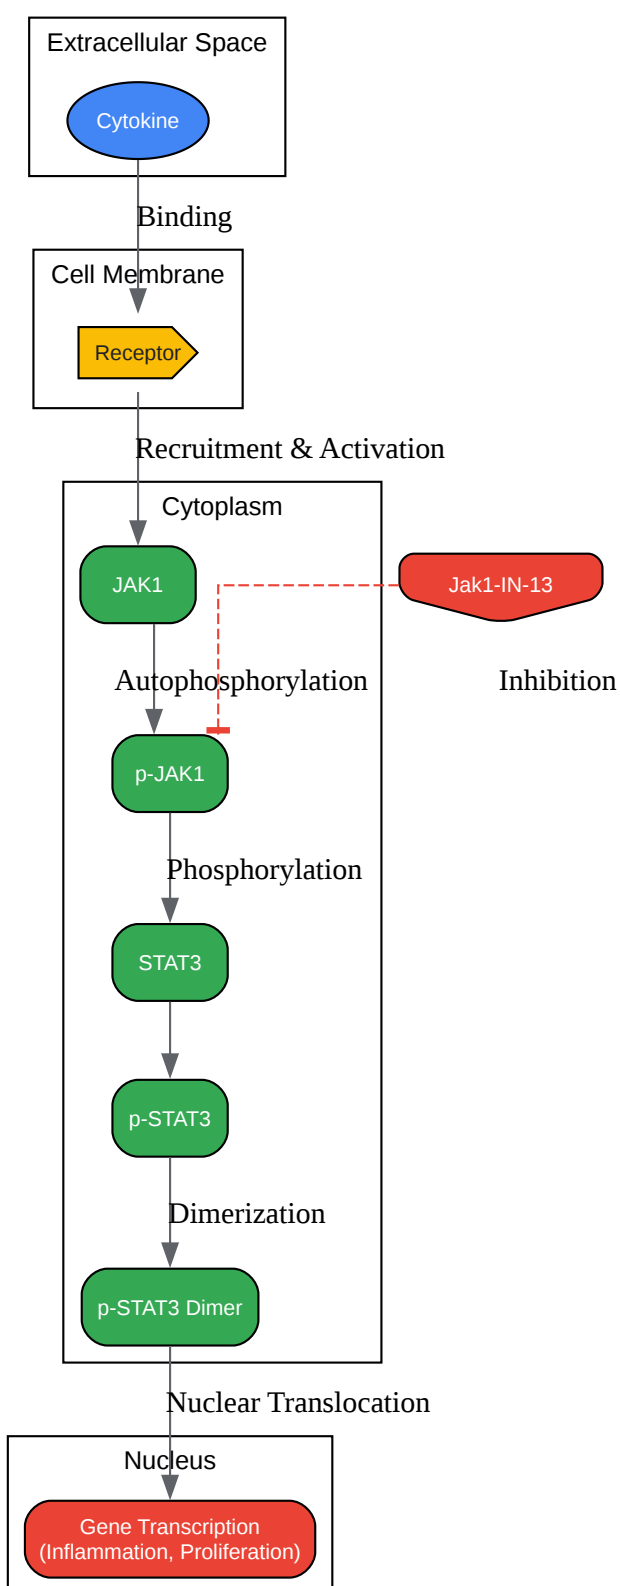 Extracellular Space
Cytokine
Binding
Cell Membrane
Receptor
Recruitment & Activation
Cytoplasm
JAK1
Jak1-IN-13
Autophosphorylation
Inhibition
p-JAK1
Phosphorylation
STAT3
p-STAT3
Dimerization
p-STAT3 Dimer
Nuclear Translocation
Nucleus
Gene Transcription
(Inflammation, Proliferation)